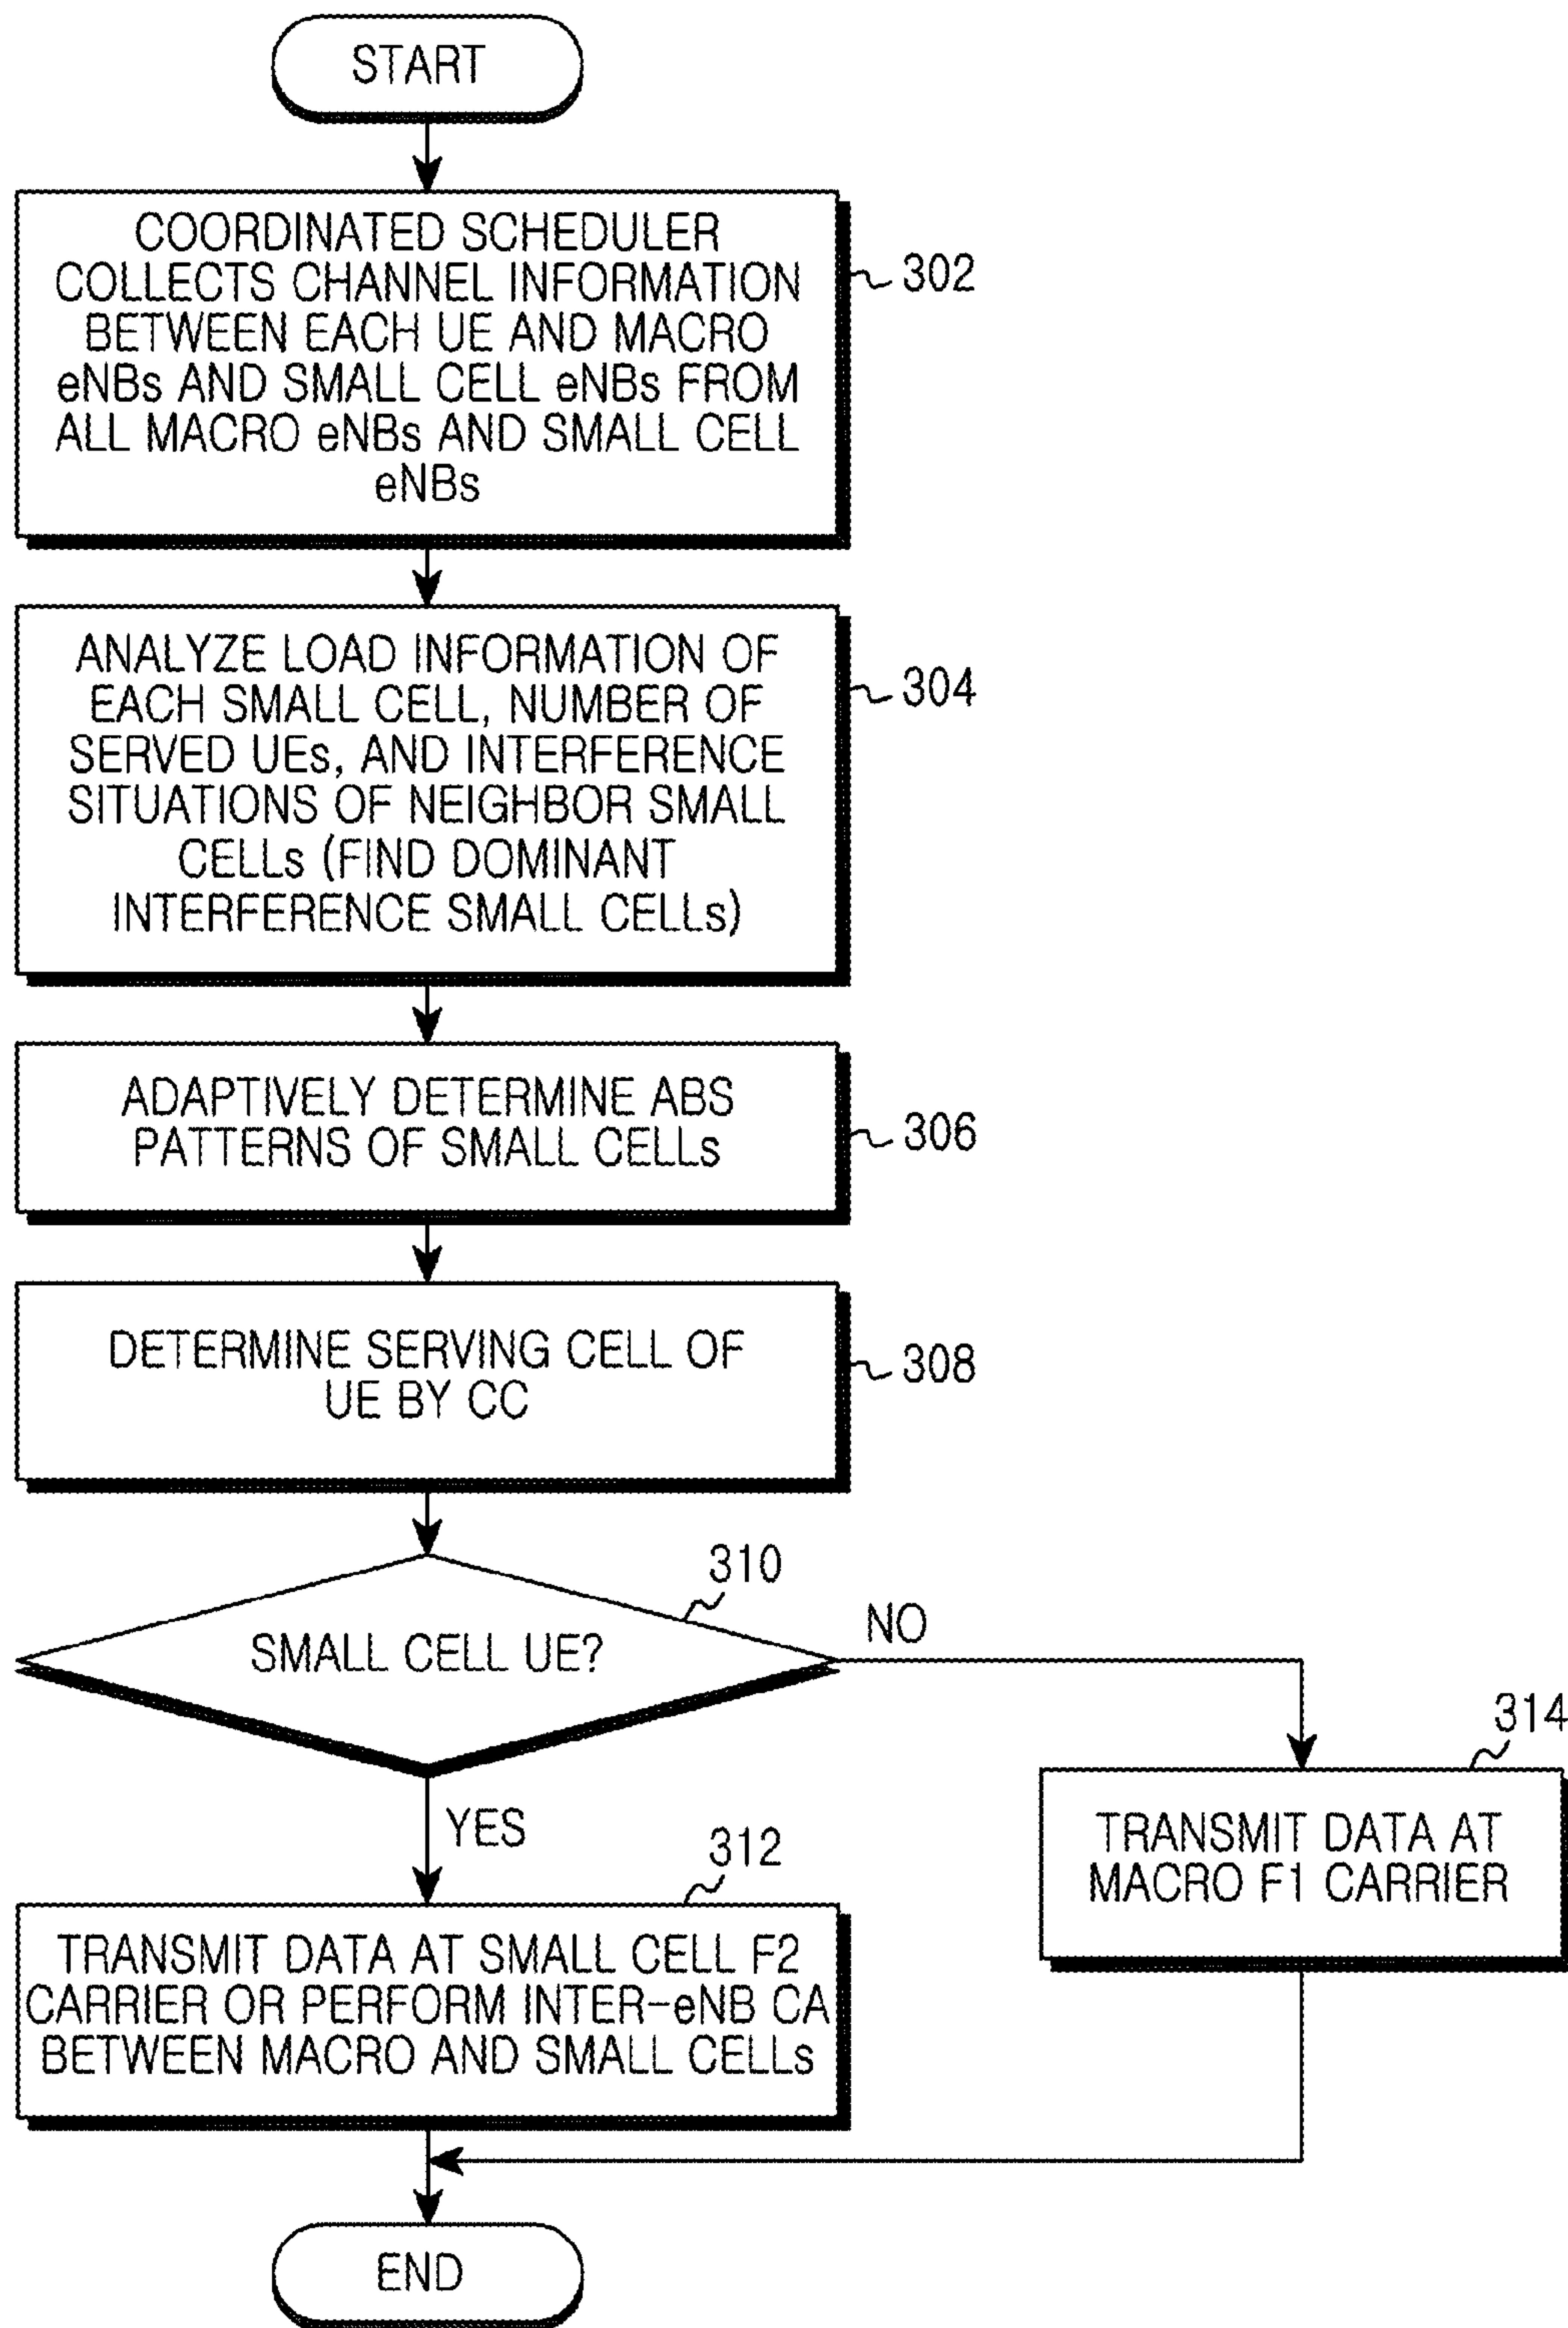 START
COORDINATED SCHEDULER
COLLECTS CHANNEL INFORMATION
BETWEEN EACH UE AND MACRO
eNBs AND SMALL CELL eNBs FROM
ALL MACRO eNBs AND SMALL CELL
eNBs
302
ANALYZE LOAD INFORMATION OF
EACH SMALL CELL, NUMBER OF
SERVED UEs, AND INTERFERENCE
SITUATIONS OF NEIGHBOR SMALL
CELLs (FIND DOMINANT
INTERFERENCE SMALL CELLs)
304
ADAPTIVELY DETERMINE ABS
PATTERNS OF SMALL CELLs
306
DETERMINE SERVING CELL OF
UE BY CC
308
310
SMALL CELL UE?
NO
YES
314
TRANSMIT DATA AT
MACRO F1 CARRIER
312
TRANSMIT DATA AT SMALL CELL F2
CARRIER OR PERFORM INTER-eNB CA
BETWEEN MACRO AND SMALL CELLs
END